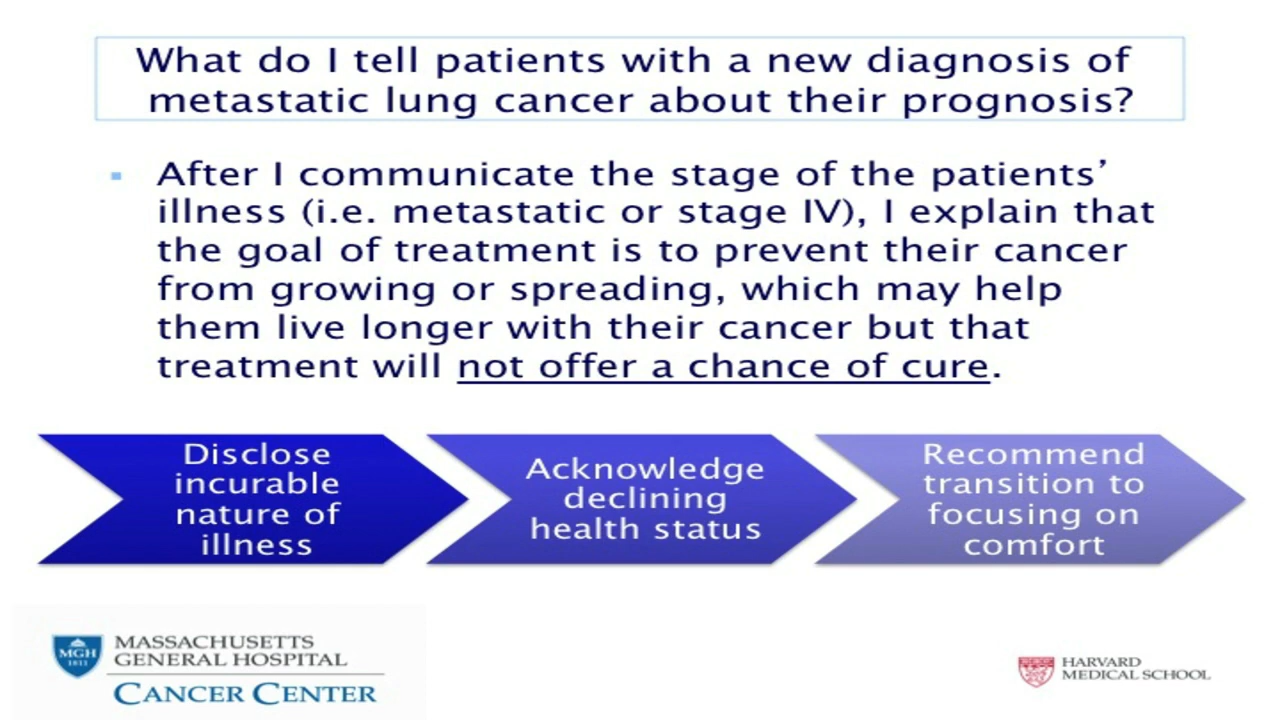 What do I tell patients with a new diagnosis of
metastatic lung cancer about their prognosis?
After I communicate the stage of the patients’
illness (i.e. metastatic or stage IV), I explain that
the goal of treatment is to prevent their cancer
from growing or spreading, which may help
them live longer with their cancer but that
treatment will not offer a chance of cure.
Disclose
incurable
nature of
illness
Acknowledge
declining
health status
Recommend
transition to
focusing on
comfort
MGH
1811
MASSACHUSETTS
GENERAL HOSPITAL
CANCER CENTER
HARVARD
MEDICAL SCHOOL